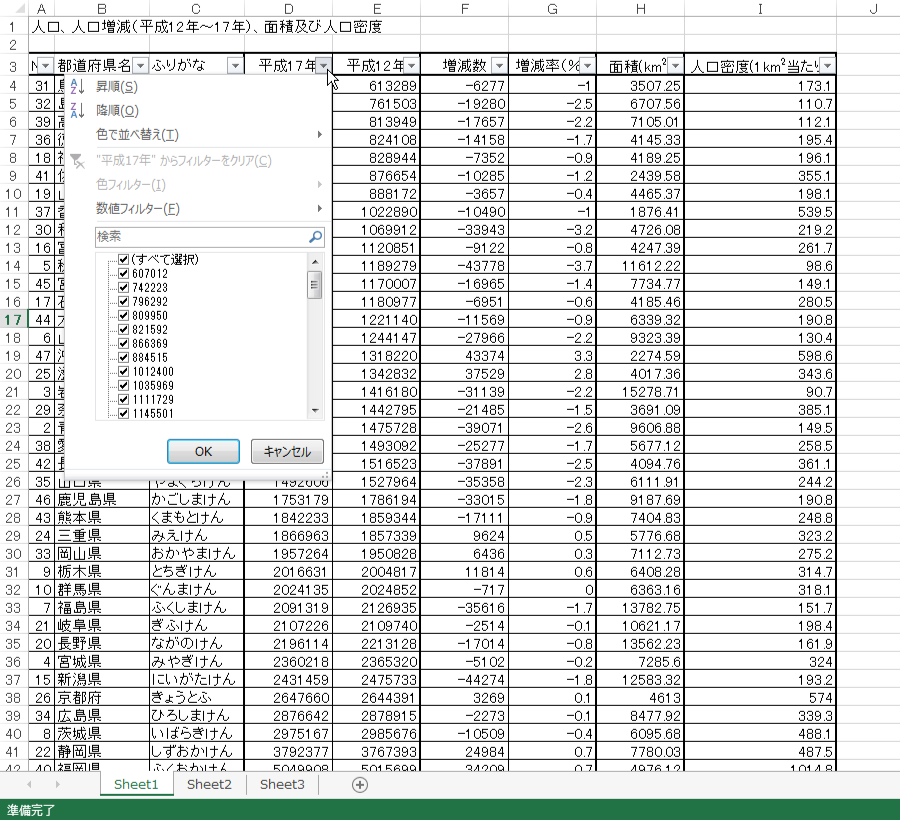 A B C D E F G H I J
1 人口、人口増減(平成12年～17年)、面積及び人口密度
2
3 都道府県名 ふりがな 平成17年 平成12年 増減数 増減率(% 面積(km² 人口密度(1km²当たり
4 31 613289 -6277 -1 3507.25 173.1
5 32 761503 -19280 -2.5 6707.56 110.7
6 39 813949 -17657 -2.2 7105.01 112.1
7 36 824108 -14158 -1.7 4145.33 195.4
8 18 828944 -7352 -0.9 4189.25 196.1
9 41 876654 -10285 -1.2 2439.58 355.1
10 19 888172 -3657 -0.4 4465.37 198.1
11 37 1022890 -10490 -1 1876.41 539.5
12 30 1069912 -33943 -3.2 4726.08 219.2
13 16 1120851 -9122 -0.8 4247.39 261.7
14 5 1189279 -43778 -3.7 11612.22 98.6
15 45 1170007 -16965 -1.4 7734.77 149.1
16 17 1180977 -6951 -0.6 4185.46 280.5
17 44 1221140 -11569 -0.9 6339.32 190.8
18 6 1244147 -27966 -2.2 9323.39 130.4
19 47 1318220 43374 3.3 2274.59 598.6
20 25 1342832 37529 2.8 4017.36 343.6
21 3 1416180 -31139 -2.2 15278.71 90.7
22 29 1442795 -21485 -1.5 3691.09 385.1
23 2 1475728 -39071 -2.6 9606.88 149.5
24 38 1493092 -25277 -1.7 5677.12 258.5
25 42 1516523 -37891 -2.5 4094.76 361.1
26 35 山口県 やまぐちけん 1492606 1527964 -35358 -2.3 6111.91 244.2
27 46 鹿児島県 かごしまけん 1753179 1786194 -33015 -1.8 9187.69 190.8
28 43 熊本県 くまもとけん 1842233 1859344 -17111 -0.9 7404.83 248.8
29 24 三重県 みえけん 1866963 1857339 9624 0.5 5776.68 323.2
30 33 岡山県 おかやまけん 1957264 1950828 6436 0.3 7112.73 275.2
31 9 栃木県 とちぎけん 2016631 2004817 11814 0.6 6408.28 314.7
32 10 群馬県 ぐんまけん 2024135 2024852 -717 0 6363.16 318.1
33 7 福島県 ふくしまけん 2091319 2126935 -35616 -1.7 13782.75 151.7
34 21 岐阜県 ぎふけん 2107226 2109740 -2514 -0.1 10621.17 198.4
35 20 長野県 ながのけん 2196114 2213128 -17014 -0.8 13562.23 161.9
36 4 宮城県 みやぎけん 2360218 2365320 -5102 -0.2 7285.6 324
37 15 新潟県 にいがたけん 2431459 2475733 -44274 -1.8 12583.32 193.2
38 26 京都府 きょうとふ 2647660 2644391 3269 0.1 4613 574
39 34 広島県 ひろしまけん 2876642 2878915 -2273 -0.1 8477.92 339.3
40 8 茨城県 いばらきけん 2975167 2985676 -10509 -0.4 6095.68 488.1
41 22 静岡県 しずおかけん 3792377 3767393 24984 0.7 7780.03 487.5
42 40 福岡県 ふくおかけん 5049908 5015699 34209 0.7 4976.12 1014.8
昇順(S)
降順(O)
色で並べ替え(T)
"平成17年" からフィルターをクリア(C)
色フィルター(I)
数値フィルター(F)
検索
(すべて選択)
607012
742223
796292
809950
821592
866369
884515
1012400
1035969
1111729
1145501
OK キャンセル
Sheet1 Sheet2 Sheet3
準備完了